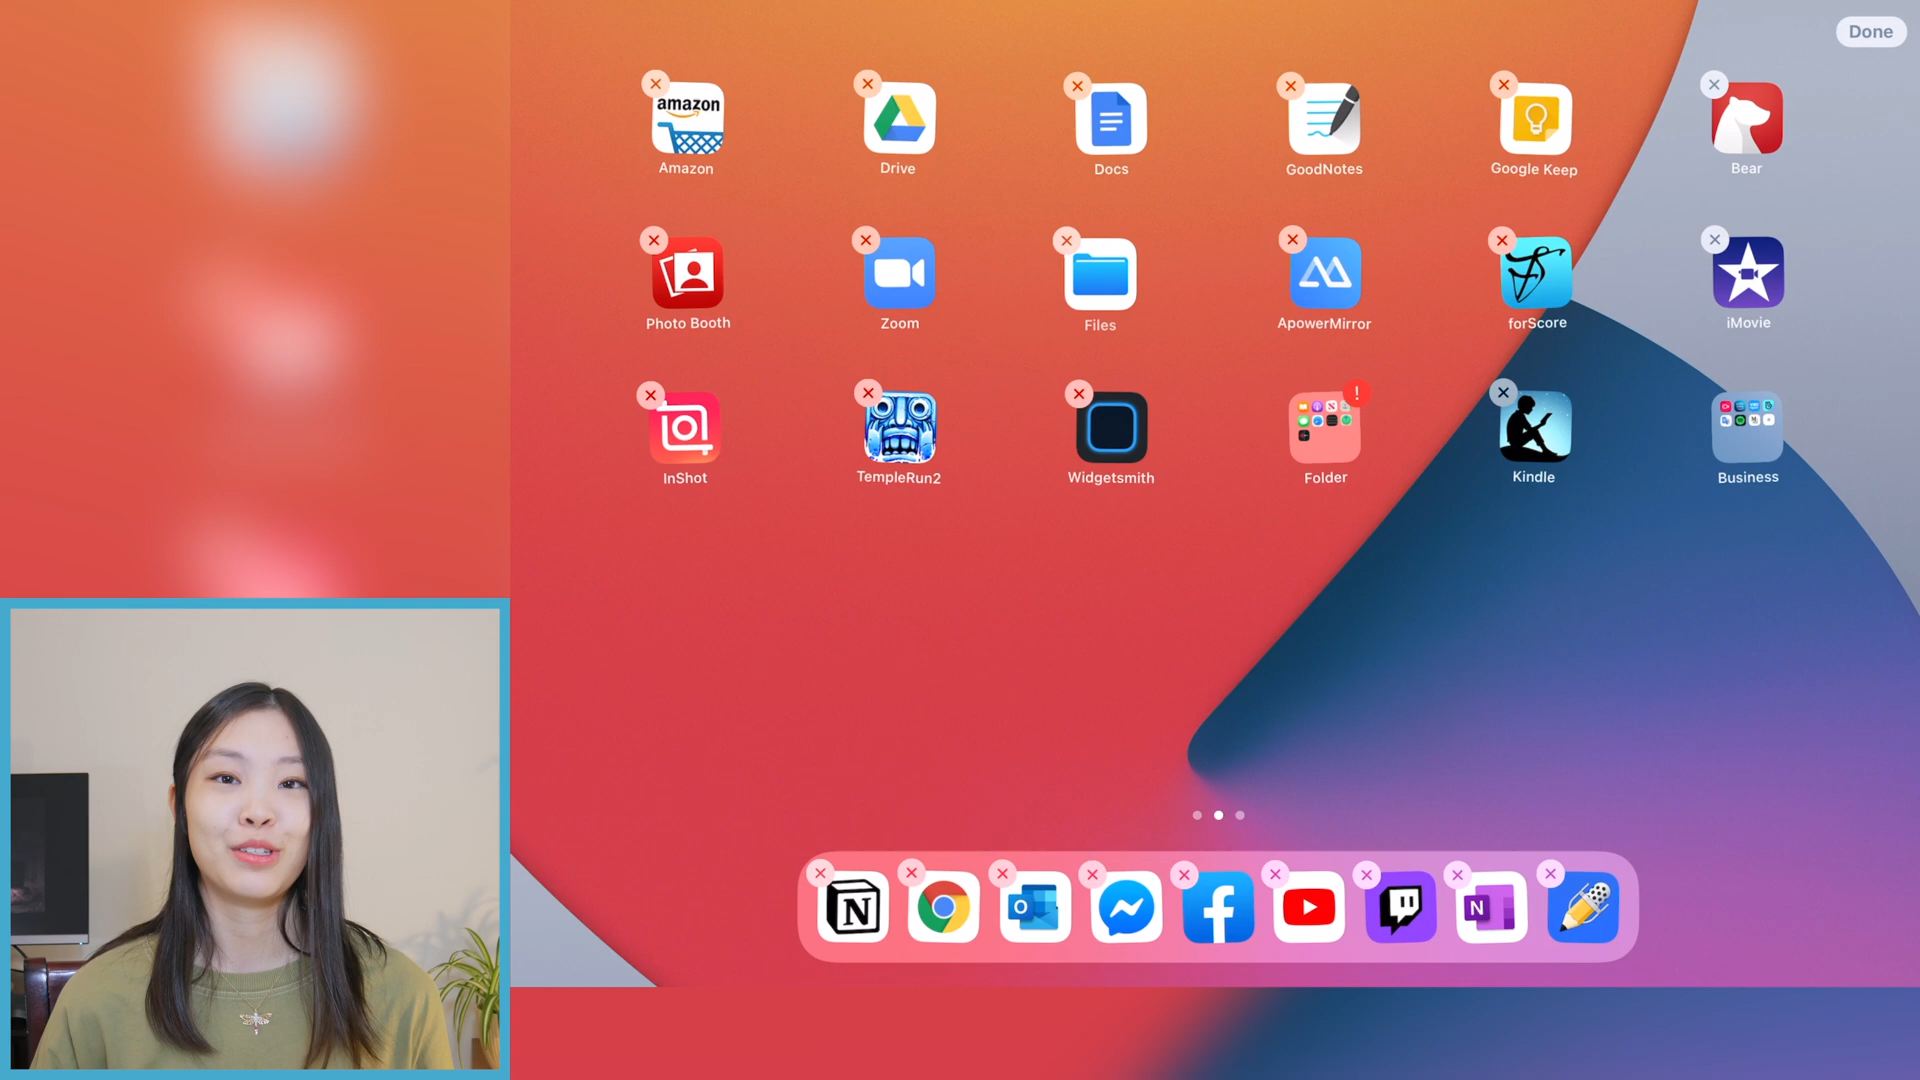 Done
amazon
Amazon
Drive
Docs
GoodNotes
Google Keep
Bear
Photo Booth
Zoom
Files
ApowerMirror
forScore
iMovie
InShot
TempleRun2
Widgetsmith
!
Folder
Kindle
Business
N
O
f
N